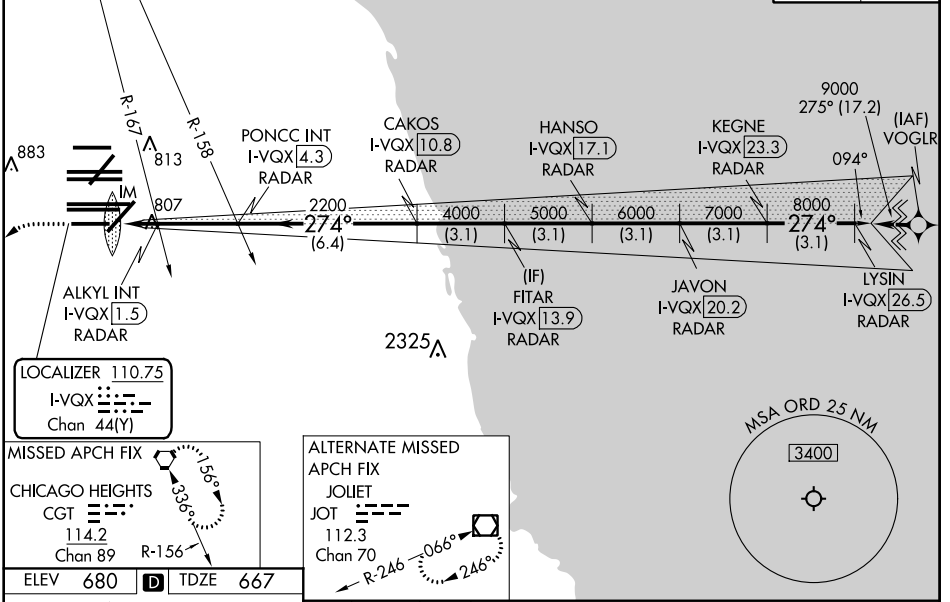 9000
275° (17.2)
(IAF)
VOGLR
094°
R-167
R-158
883
813
807
IM
PONCC INT
I-VQX 4.3
RADAR
CAKOS
I-VQX 10.8
RADAR
HANSO
I-VQX 17.1
RADAR
KEGNE
I-VQX 23.3
RADAR
2200
274°
(6.4)
4000
(3.1)
5000
(3.1)
6000
(3.1)
7000
(3.1)
8000
274°
(3.1)
ALKYL INT
I-VQX 1.5
RADAR
(IF)
FITAR
I-VQX 13.9
RADAR
JAVON
I-VQX 20.2
RADAR
LYSIN
I-VQX 26.5
RADAR
2325
LOCALIZER 110.75
I-VQX
Chan 44(Y)
MISSED APCH FIX
CHICAGO HEIGHTS
CGT
114.2
Chan 89
156°
336°
R-156
ALTERNATE MISSED
APCH FIX
JOLIET
JOT
112.3
Chan 70
R-246
066°
246°
MSA ORD 25 NM
3400
ELEV 680 D TDZE 667